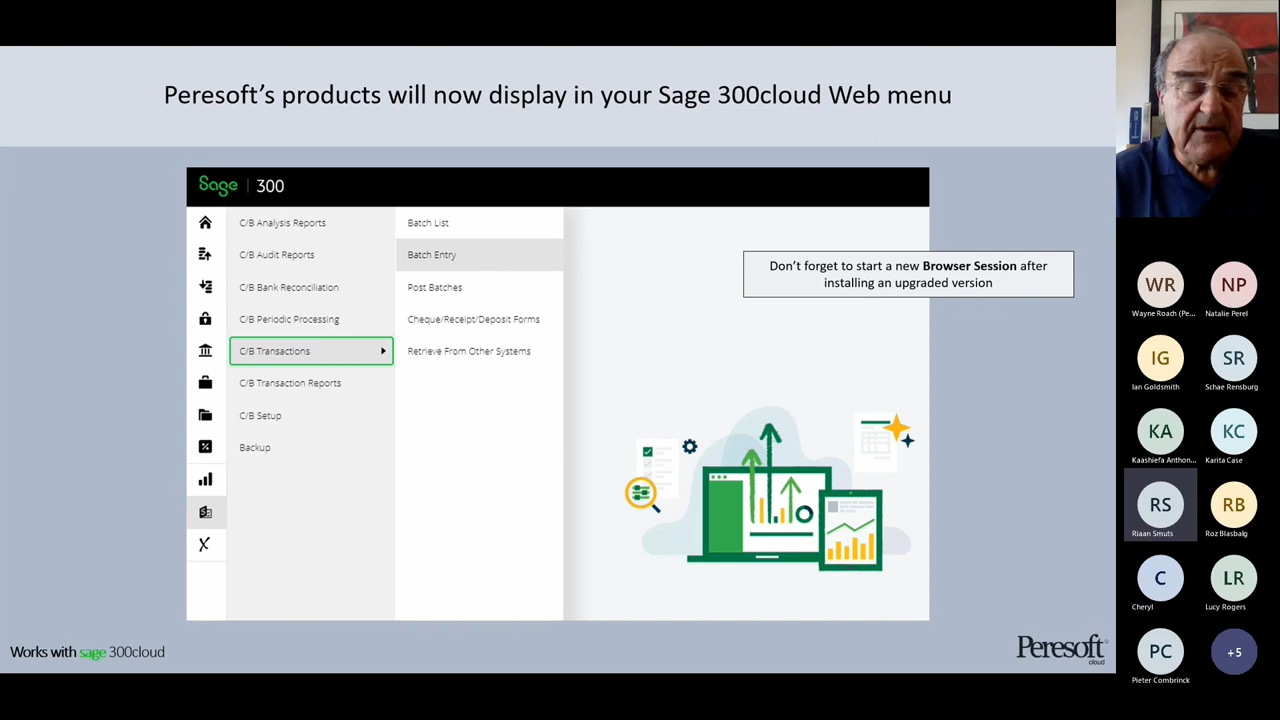 Peresoft's products will now display in your Sage 300cloud Web menu
Sage | 300
C/B Analysis Reports
C/B Audit Reports
C/B Bank Reconciliation
C/B Periodic Processing
C/B Transactions
C/B Transaction Reports
C/B Setup
Backup
Batch List
Batch Entry
Post Batches
Cheque/Receipt/Deposit Forms
Retrieve From Other Systems
Don't forget to start a new Browser Session after
installing an upgraded version
Works with sage 300cloud
Peresoft
cloud
WR
Wayne Roach (Pe...
NP
Natalie Perel
IG
Ian Goldsmith
SR
Schae Rensburg
KA
Kaashiefa Anthon...
KC
Karita Case
RS
Riaan Smuts
RB
Roz Blasbalg
C
Cheryl
LR
Lucy Rogers
PC
Pieter Combrinck
+5